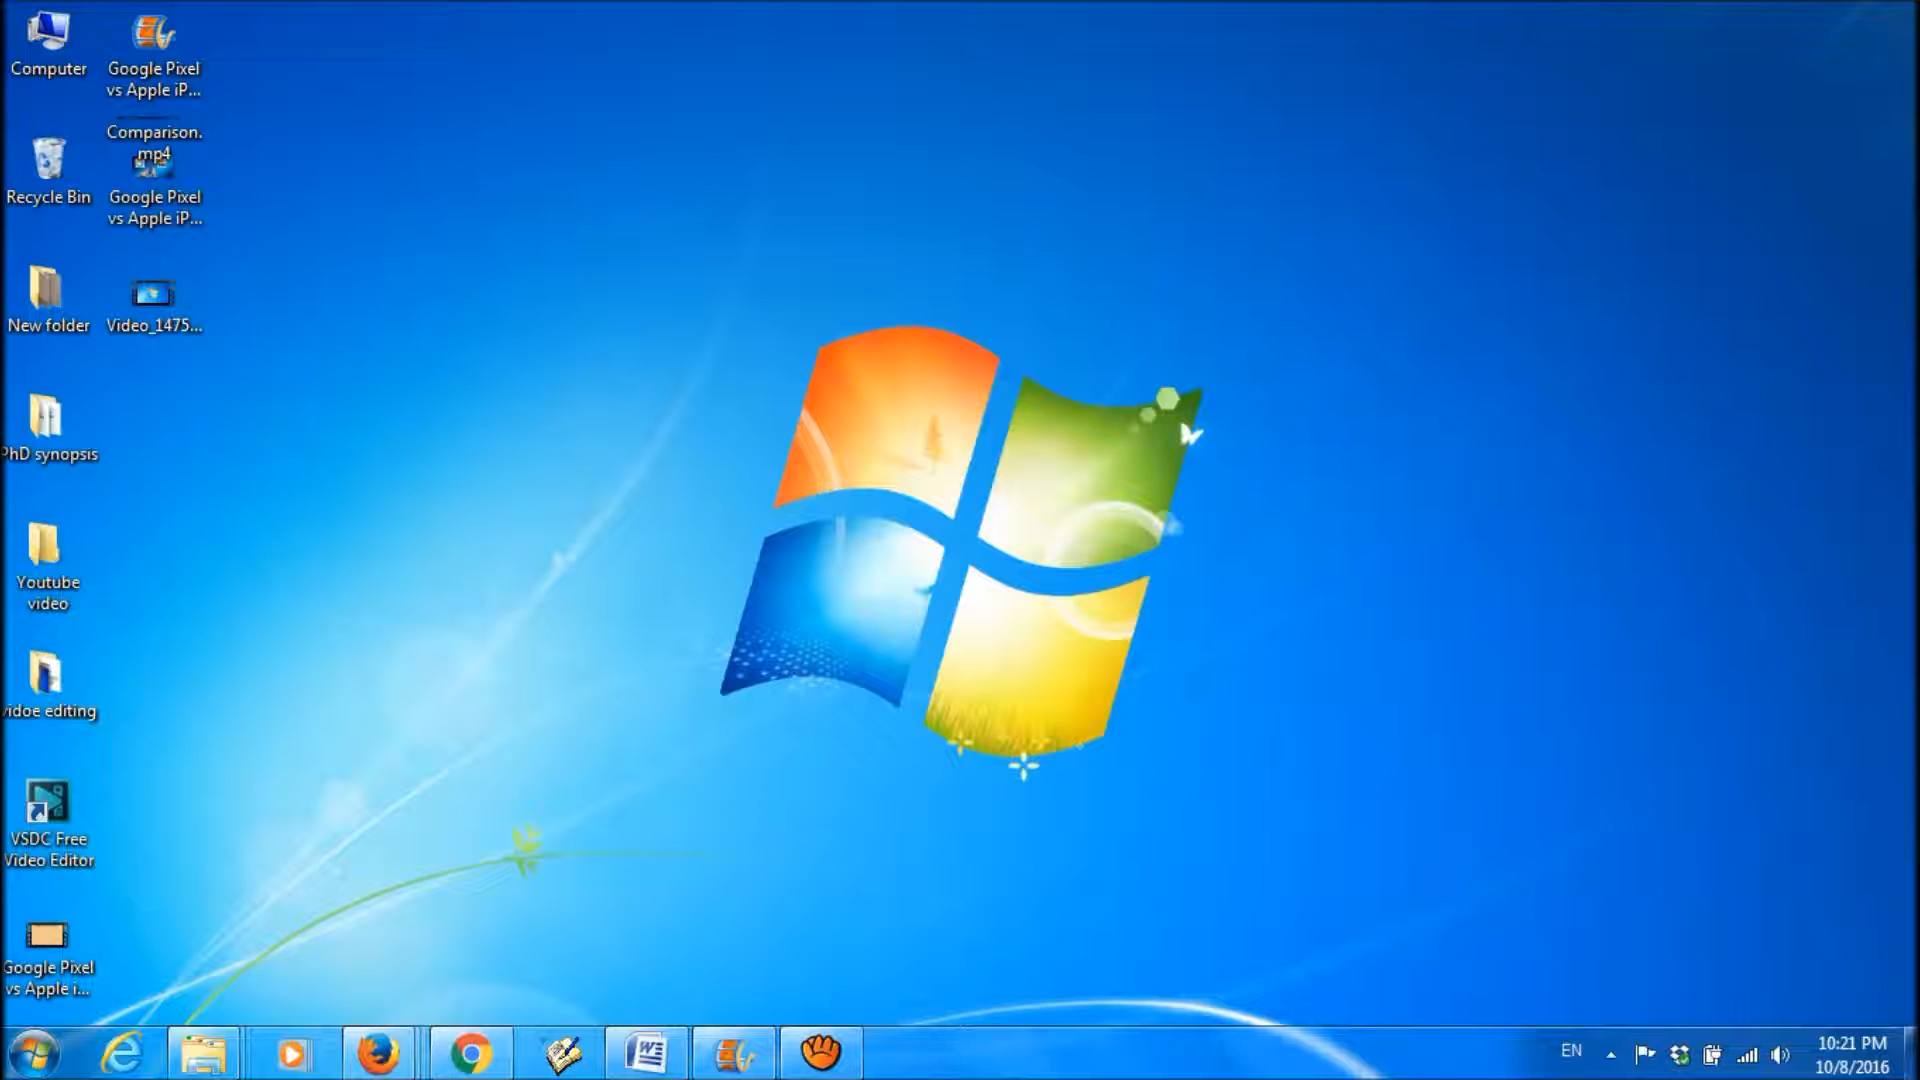 Computer
Google Pixel
vs Apple iP...
Comparison.
mp4
Recycle Bin
Google Pixel
vs Apple iP...
New folder
Video_1475...
PhD synopsis
Youtube
video
vidoe editing
VSDC Free
Video Editor
Google Pixel
vs Apple i...
EN
10:21 PM
10/8/2016